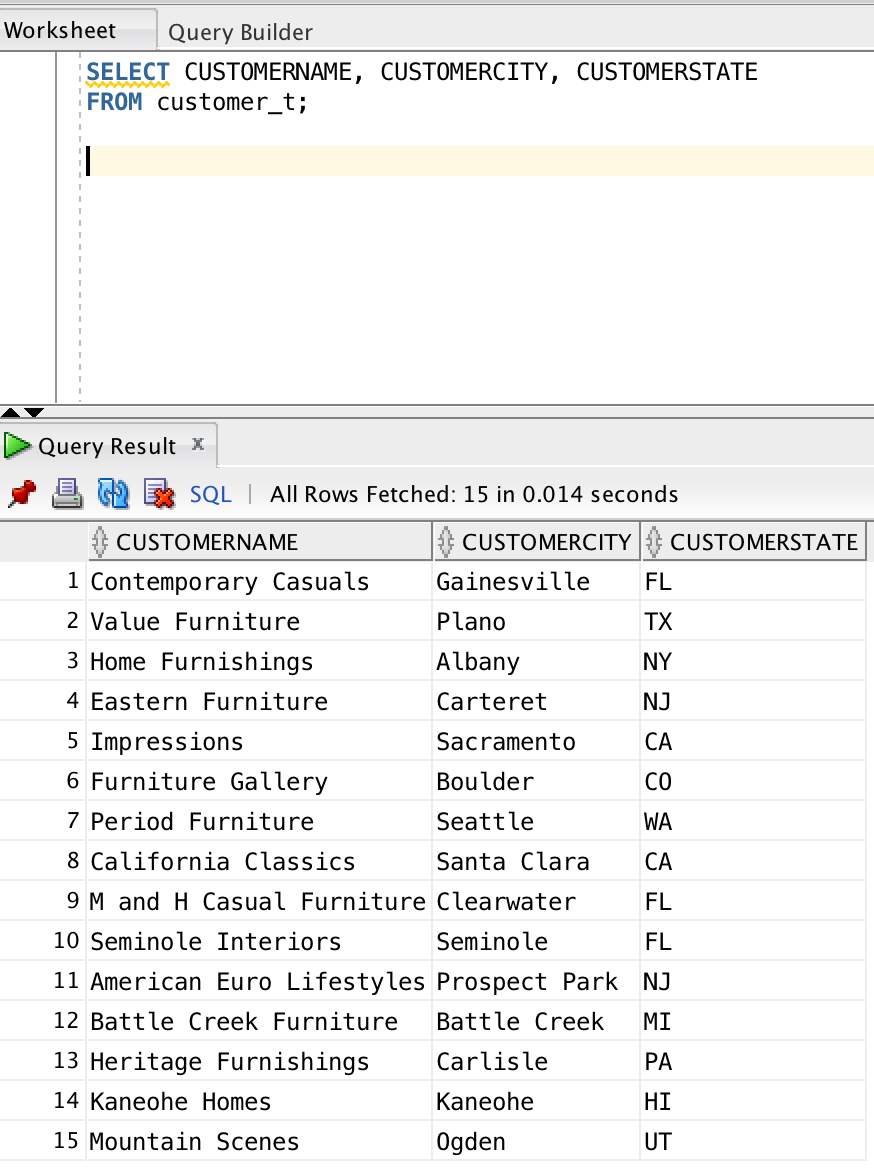 Worksheet Query Builder
SELECT CUSTOMERNAME, CUSTOMERCITY, CUSTOMERSTATE
FROM customer_t;
Query Result x
SQL | All Rows Fetched: 15 in 0.014 seconds
CUSTOMERNAME CUSTOMERCITY CUSTOMERSTATE
1 Contemporary Casuals Gainesville FL
2 Value Furniture Plano TX
3 Home Furnishings Albany NY
4 Eastern Furniture Carteret NJ
5 Impressions Sacramento CA
6 Furniture Gallery Boulder CO
7 Period Furniture Seattle WA
8 California Classics Santa Clara CA
9 M and H Casual Furniture Clearwater FL
10 Seminole Interiors Seminole FL
11 American Euro Lifestyles Prospect Park NJ
12 Battle Creek Furniture Battle Creek MI
13 Heritage Furnishings Carlisle PA
14 Kaneohe Homes Kaneohe HI
15 Mountain Scenes Ogden UT